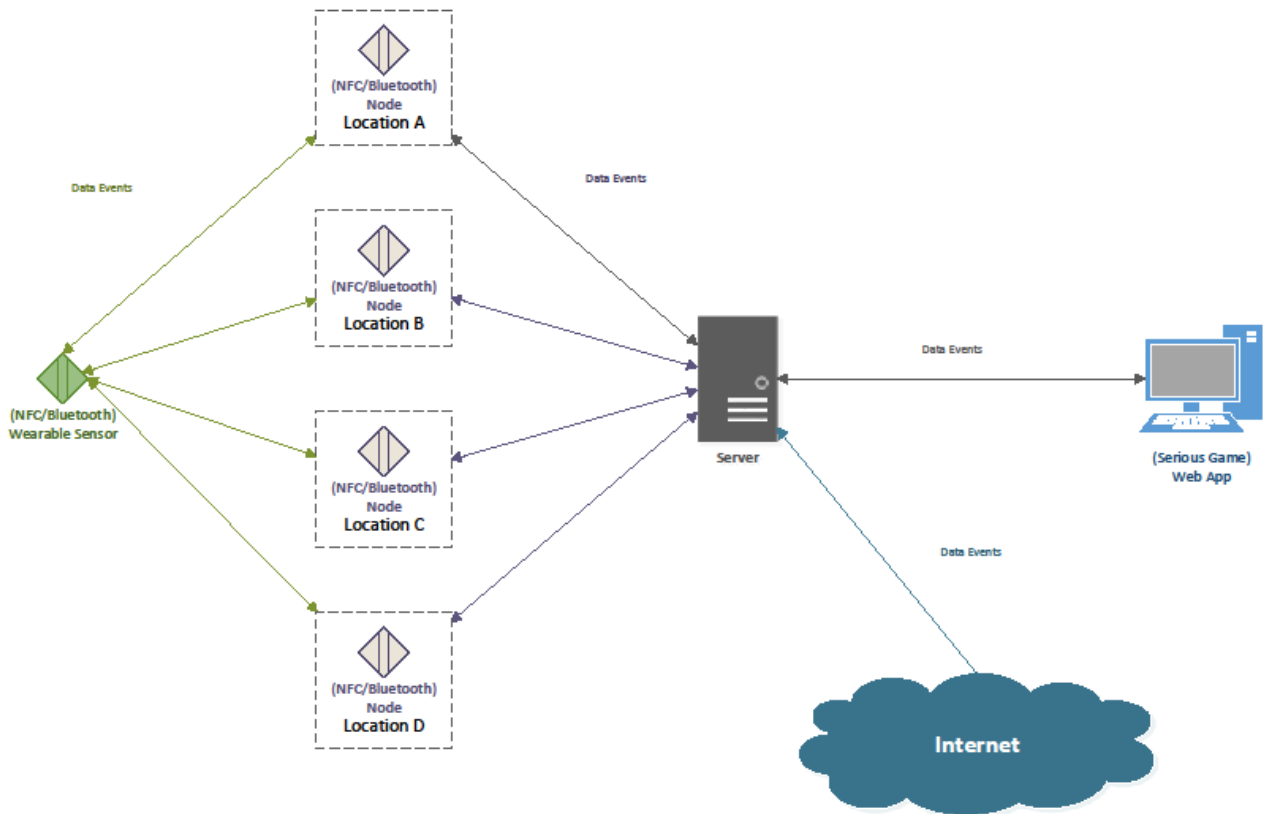 (NFC/Bluetooth)
Node
Location A
Data Events
Data Events
(NFC/Bluetooth)
Node
Location B
(NFC/Bluetooth)
Wearable Sensor
Data Events
Server
(Serious Game)
Web App
(NFC/Bluetooth)
Node
Location C
Data Events
(NFC/Bluetooth)
Node
Location D
Internet